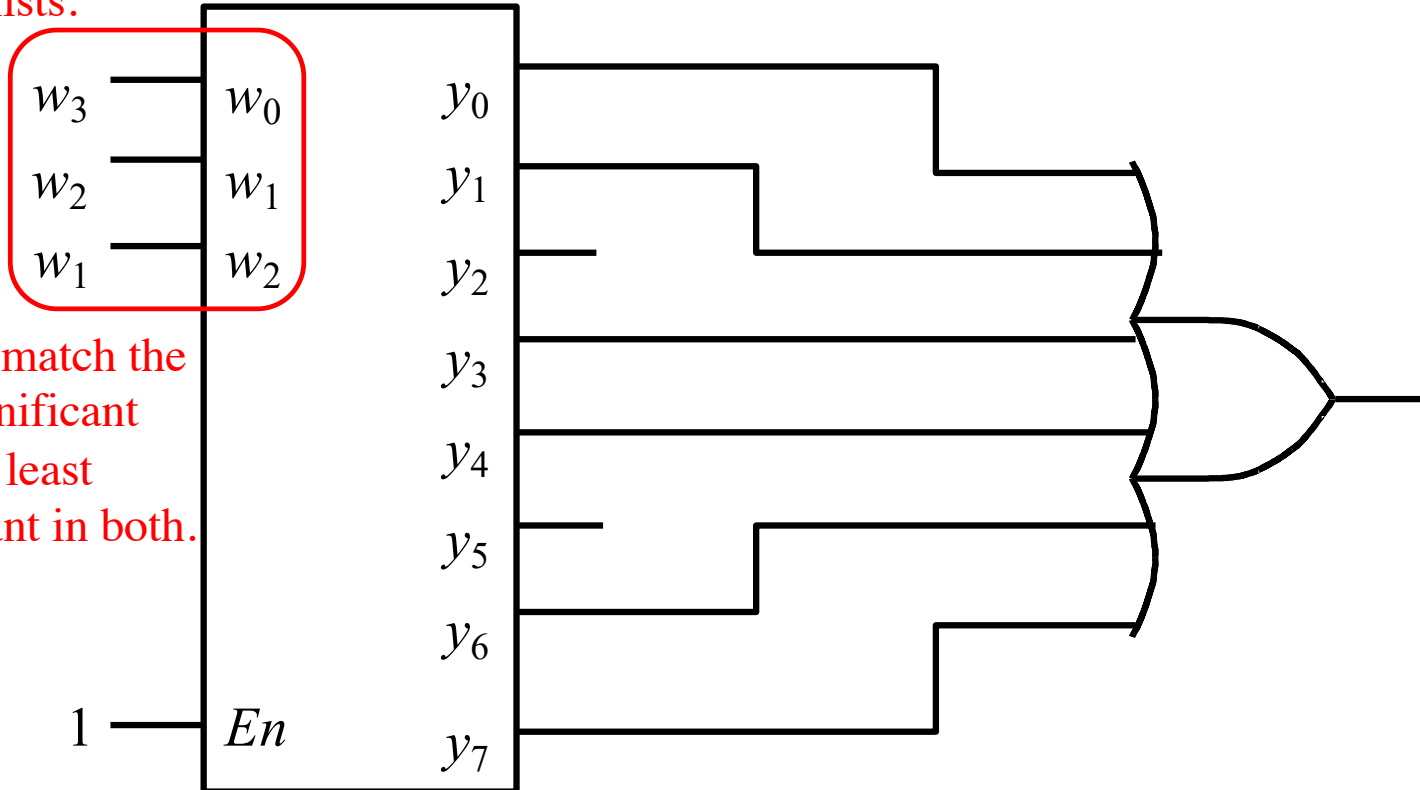 ists.
w3 w0 y0
w2 w1 y1
w1 w2 y2
match the
y3
nificant
least
y4
nt in both.
y5
y6
1 En y7